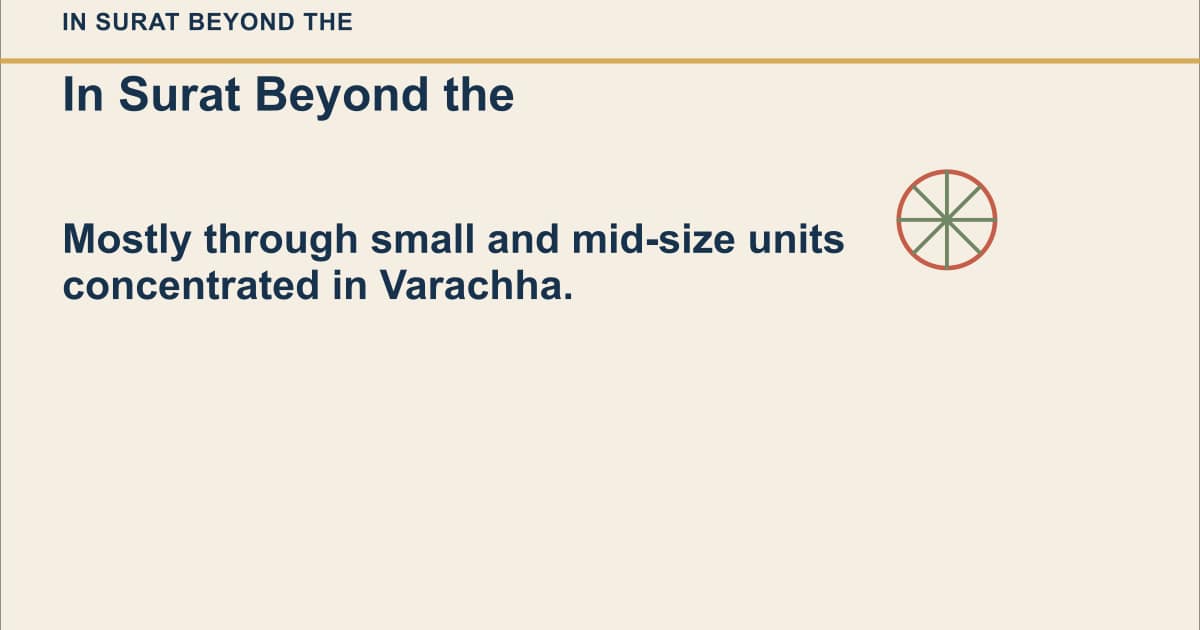 IN SURAT BEYOND THE
In Surat Beyond the
Mostly through small and mid-size units
concentrated in Varachha.